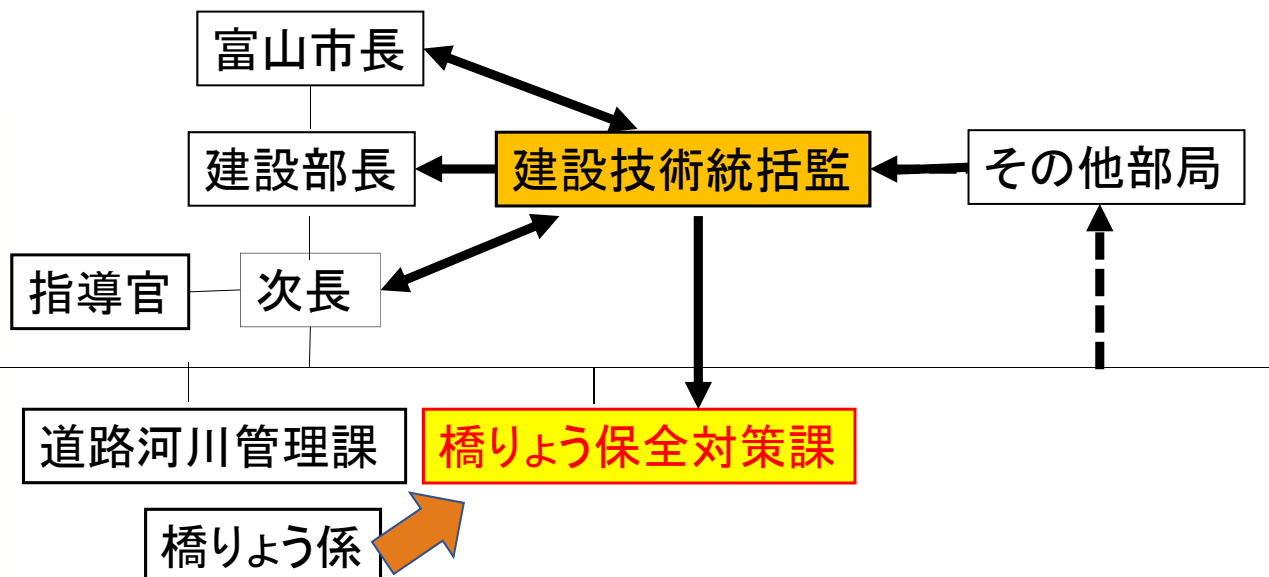 富山市長
建設部長
建設技術統括監
その他部局
指導官
次長
道路河川管理課
橋りょう保全対策課
橋りょう係